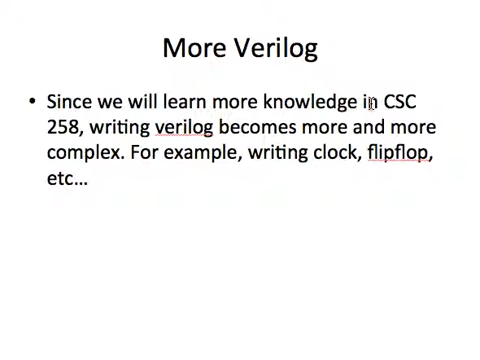 More Verilog
• Since we will learn more knowledge in CSC
258, writing verilog becomes more and more
complex. For example, writing clock, flipflop,
etc...